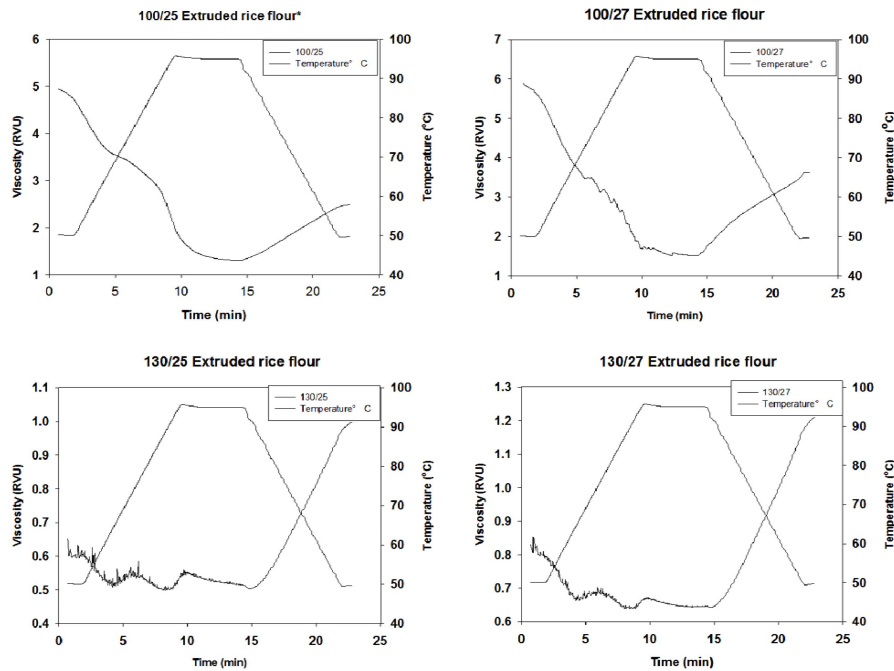 100/25 Extruded rice flour*
6
5
4
3
2
1
100
90
80
70
60
50
40
100/25
Temperature° C
Viscosity (RVU)
Temperature (°C)
0 5 10 15 20 25
Time (min)
100/27 Extruded rice flour
7
6
5
4
3
2
1
100
90
80
70
60
50
40
100/27
Temperature° C
Viscosity (RVU)
Temperature (°C)
0 5 10 15 20 25
Time (min)
130/25 Extruded rice flour
1.1
1.0
0.9
0.8
0.7
0.6
0.5
0.4
100
90
80
70
60
50
40
130/25
Temperature° C
Viscosity (RVU)
Temperature (°C)
0 5 10 15 20 25
Time (min)
130/27 Extruded rice flour
1.3
1.2
1.1
1.0
0.9
0.8
0.7
0.6
100
90
80
70
60
50
40
130/27
Temperature° C
Viscosity (RVU)
Temperature (°C)
0 5 10 15 20 25
Time (min)